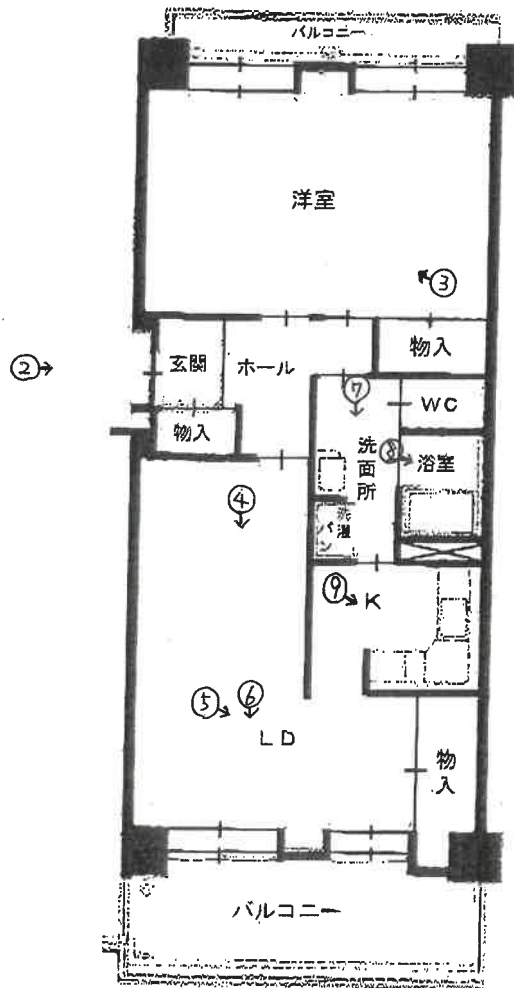 バルコニー
洋室
③
②
玄関
ホール
物入
物入
⑦
WC
洗面所
⑧
浴室
④
洗濯パン
⑨
K
⑤
⑥
LD
物入
バルコニー